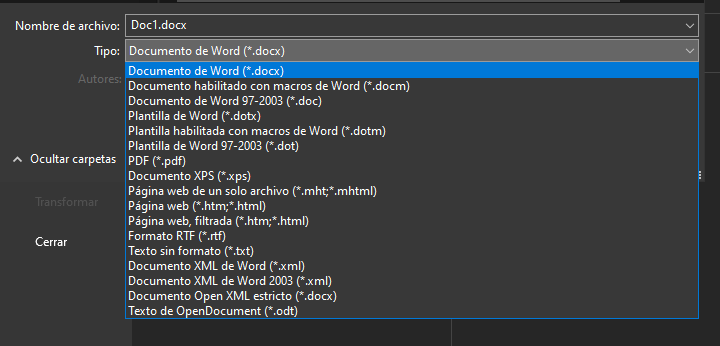 Nombre de archivo: Doc1.docx
Tipo: Documento de Word (*.docx)
Autores:
Documento de Word (*.docx)
Documento habilitado con macros de Word (*.docm)
Documento de Word 97-2003 (*.doc)
Plantilla de Word (*.dotx)
Plantilla habilitada con macros de Word (*.dotm)
Plantilla de Word 97-2003 (*.dot)
PDF (*.pdf)
Documento XPS (*.xps)
Página web de un solo archivo (*.mht;*.mhtml)
Página web (*.htm;*.html)
Página web, filtrada (*.htm;*.html)
Formato RTF (*.rtf)
Texto sin formato (*.txt)
Documento XML de Word (*.xml)
Documento XML de Word 2003 (*.xml)
Documento Open XML estricto (*.docx)
Texto de OpenDocument (*.odt)
Ocultar carpetas
Transformar
Cerrar